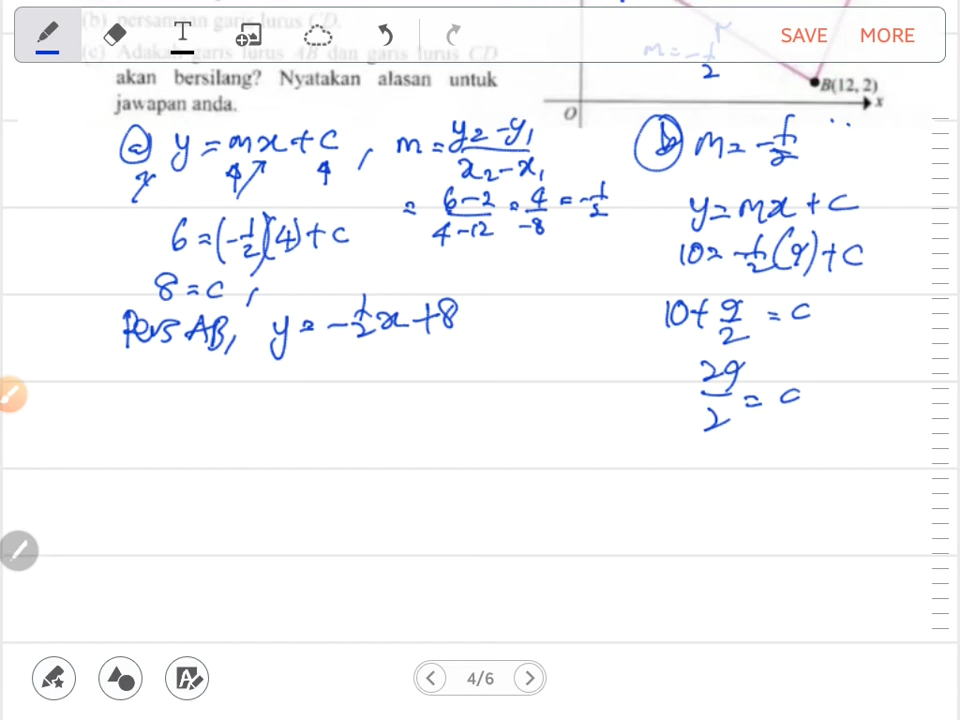 (b) persamaan garis lurus CD.
T
SAVE
MORE
(c) Adakah garis lurus AB dan garis lurus CD
akan bersilang? Nyatakan alasan untuk
jawapan anda.
m = -1/2
B(12, 2)
O
x
(a) y = mx + c , m = y2 - y1 / x2 - x1
= 6-2 / 4-12 = 4 / -8 = -1/2
6 = (-1/2)(4) + c
8 = c ,
Pers AB, y = -1/2x + 8
(b) m = -1/2
y = mx + c
10 = -1/2(9) + c
10 + 9/2 = c
29/2 = c
4/6